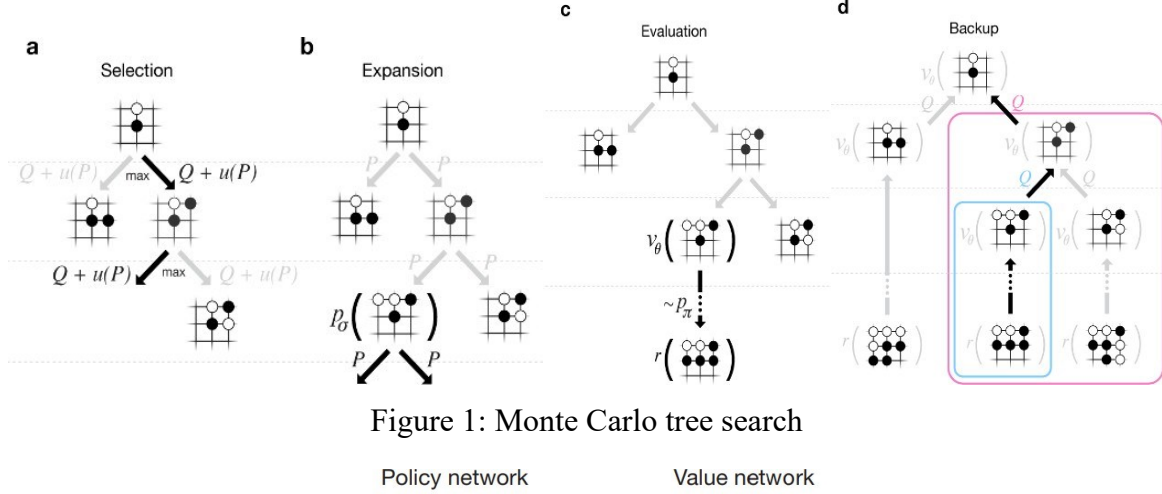 a
Selection
Q + u(P) max Q + u(P)
Q + u(P) max Q + u(P)
b
Expansion
P P
P P
pσ( )
P P
c
Evaluation
vθ( )
~pπ
r( )
d
Backup
vθ( )
Q Q
vθ( ) vθ( )
Q Q
vθ( ) vθ( )
r( ) r( ) r( )
Figure 1: Monte Carlo tree search
Policy network Value network